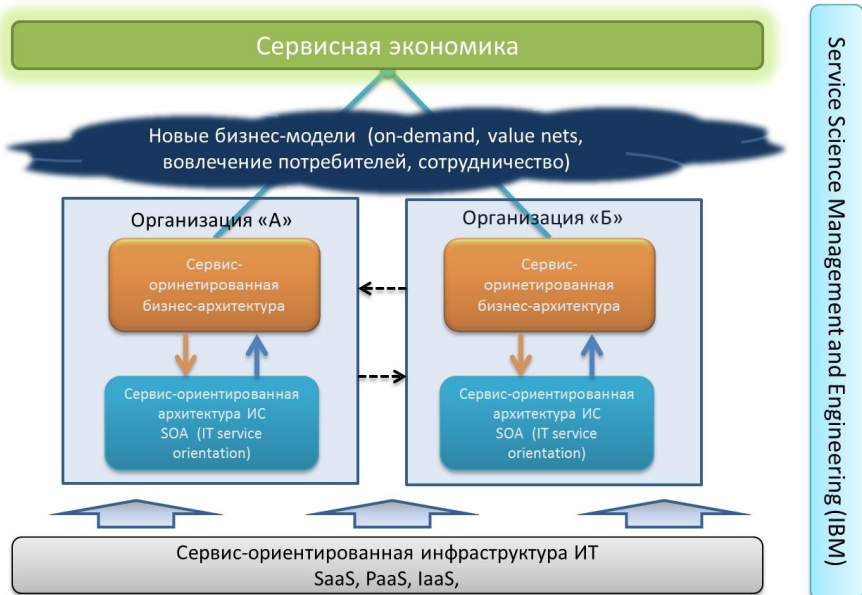 Сервисная экономика
Новые бизнес-модели (on-demand, value nets,
вовлечение потребителей, сотрудничество)
Организация «А»
Сервис-
оринетированная
бизнес-архитектура
Сервис-ориентированная
архитектура ИС
SOA (IT service
orientation)
Организация «Б»
Сервис-
оринетированная
бизнес-архитектура
Сервис-ориентированная
архитектура ИС
SOA (IT service
orientation)
Сервис-ориентированная инфраструктура ИТ
SaaS, PaaS, IaaS,
Service Science Management and Engineering (IBM)